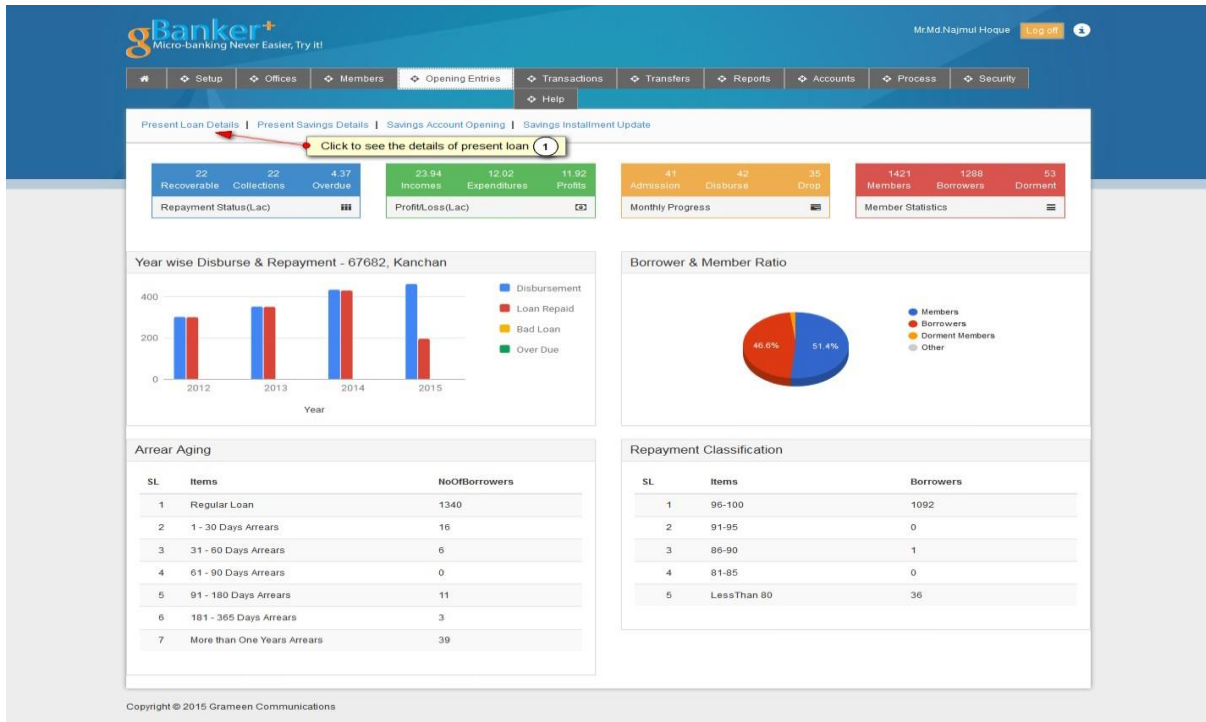 gBanker+
Micro-banking Never Easier, Try it!
Mr.Md.Najmul Hoque Log off i
Setup Offices Members Opening Entries Transactions Transfers Reports Accounts Process Security
Help
Present Loan Details | Present Savings Details | Savings Account Opening | Savings Installment Update
Click to see the details of present loan 1
22 22 4.37 23.94 12.02 11.92 41 42 35 1421 1288 53
Recoverable Collections Overdue Incomes Expenditures Profits Admission Disburse Drop Members Borrowers Dorment
Repayment Status(Lac) Profit/Loss(Lac) Monthly Progress Member Statistics
Year wise Disburse & Repayment - 67682, Kanchan
400
200
0
2012 2013 2014 2015
Year
Disbursement
Loan Repaid
Bad Loan
Over Due
Borrower & Member Ratio
46.6% 51.4%
Members
Borrowers
Dorment Members
Other
Arrear Aging
SL Items NoOfBorrowers
1 Regular Loan 1340
2 1 - 30 Days Arrears 16
3 31 - 60 Days Arrears 6
4 61 - 90 Days Arrears 0
5 91 - 180 Days Arrears 11
6 181 - 365 Days Arrears 3
7 More than One Years Arrears 39
Repayment Classification
SL Items Borrowers
1 96-100 1092
2 91-95 0
3 86-90 1
4 81-85 0
5 LessThan 80 36
Copyright © 2015 Grameen Communications